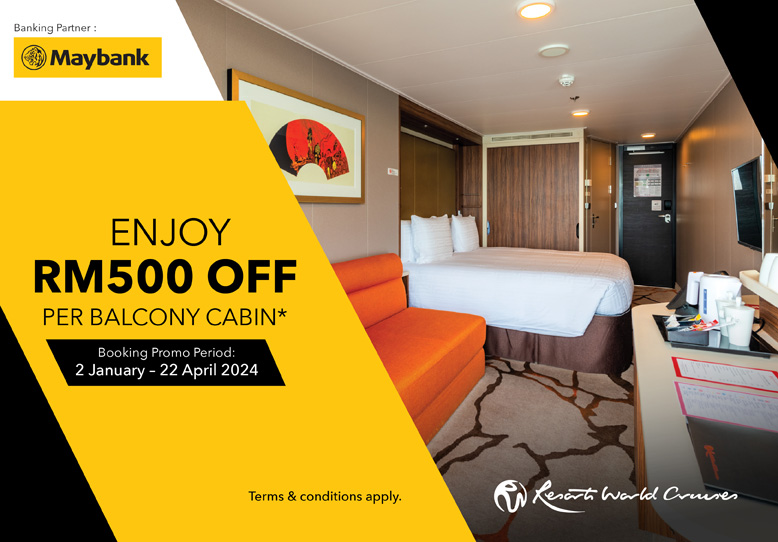 Banking Partner :
Maybank
ENJOY
RM500 OFF
PER BALCONY CABIN*
Booking Promo Period:
2 January – 22 April 2024
Terms & conditions apply.
Resorts World Cruises